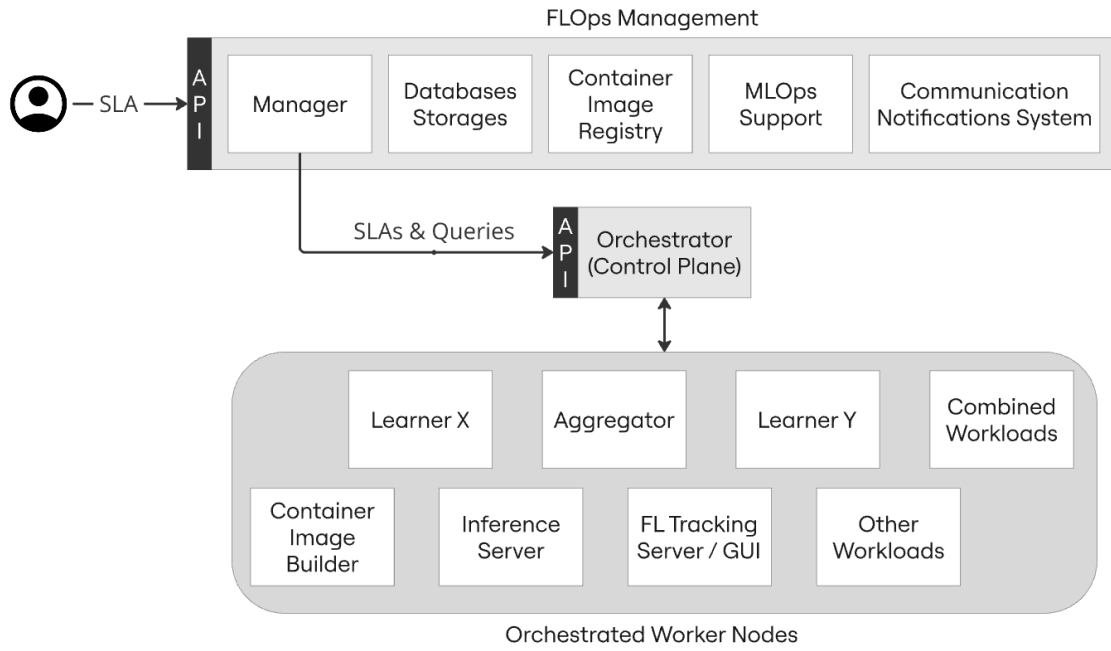 FLOps Management
SLA
A
P
I
Manager
Databases
Storages
Container
Image
Registry
MLOps
Support
Communication
Notifications System
SLAs & Queries
A
P
I
Orchestrator
(Control Plane)
Learner X
Aggregator
Learner Y
Combined
Workloads
Container
Image
Builder
Inference
Server
FL Tracking
Server / GUI
Other
Workloads
Orchestrated Worker Nodes